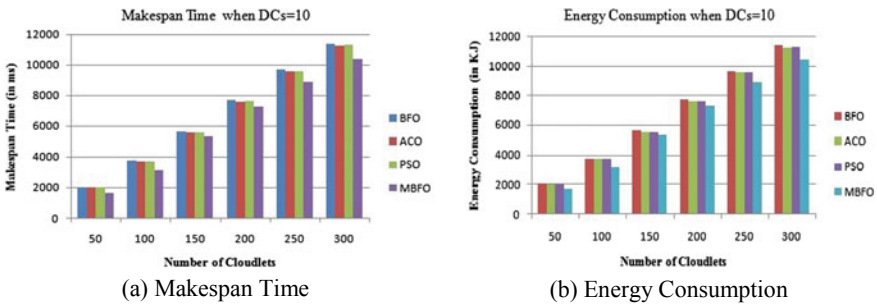 Makespan Time when DCs=10
Makespan Time (in ms)
12000
10000
8000
6000
4000
2000
0
50 100 150 200 250 300
Number of Cloudlets
BFO
ACO
PSO
MBFO
(a) Makespan Time
Energy Consumption when DCs=10
Energy Consumption (in KJ)
12000
10000
8000
6000
4000
2000
0
50 100 150 200 250 300
Number of Cloudlets
BFO
ACO
PSO
MBFO
(b) Energy Consumption